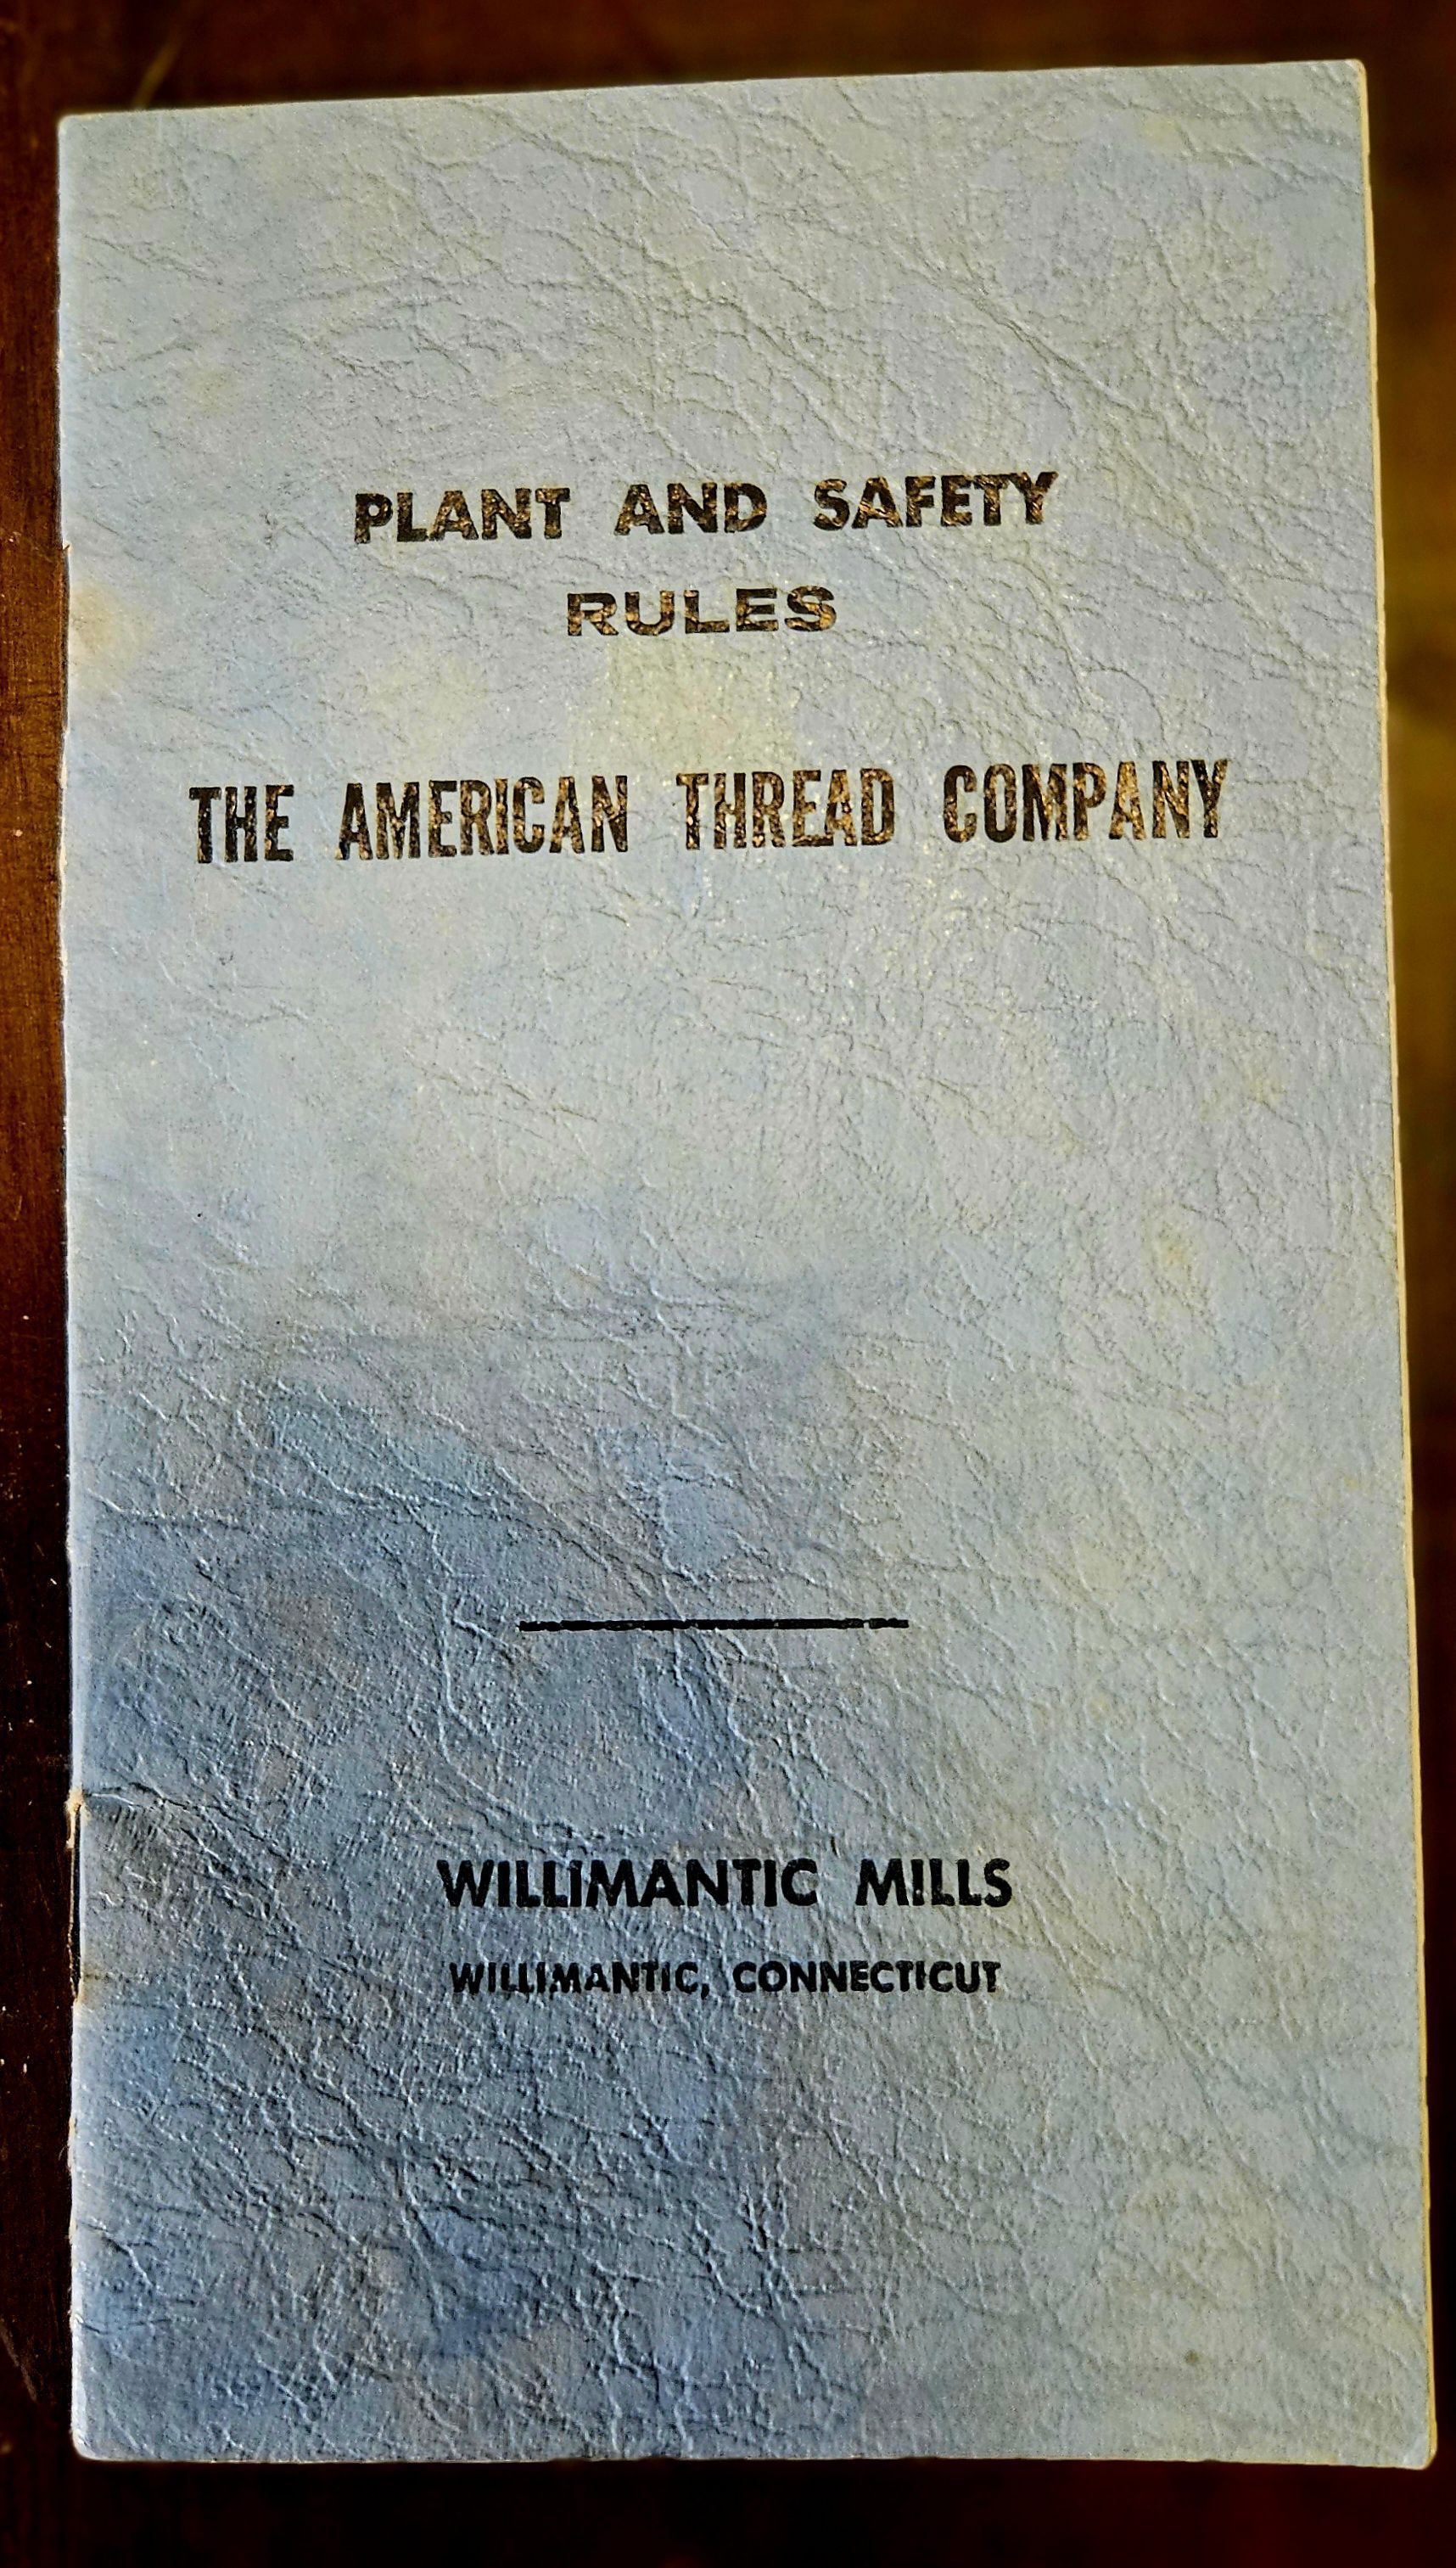 PLANT AND SAFETY
RULES
THE AMERICAN THREAD COMPANY
WILLIMANTIC MILLS
WILLIMANTIC, CONNECTICUT